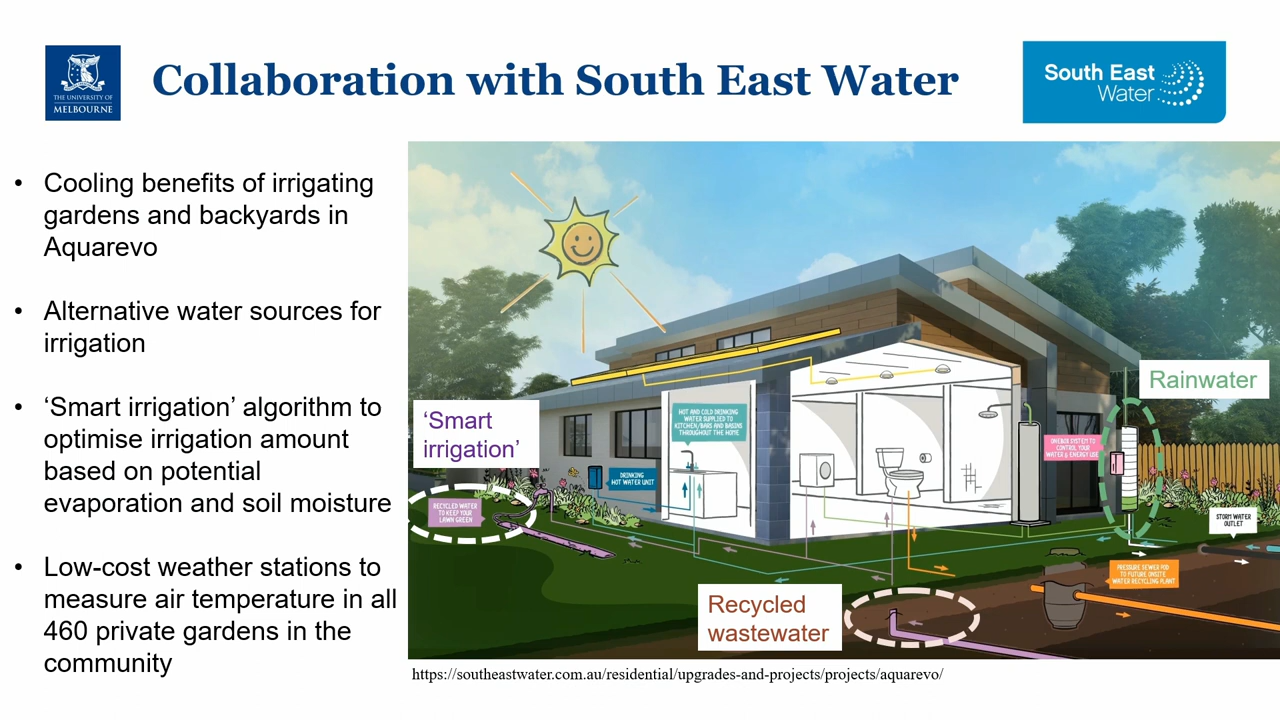 THE UNIVERSITY OF
MELBOURNE
Collaboration with South East Water
South East
Water
• Cooling benefits of irrigating
gardens and backyards in
Aquarevo
• Alternative water sources for
irrigation
• ‘Smart irrigation’ algorithm to
optimise irrigation amount
based on potential
evaporation and soil moisture
• Low-cost weather stations to
measure air temperature in all
460 private gardens in the
community
‘Smart
irrigation’
RECYCLED WATER
TO KEEP YOUR
LAWN GREEN
DRINKING
HOT WATER UNIT
HOT AND COLD DRINKING
WATER SUPPLIED TO
KITCHEN/BARS AND BASINS
THROUGHOUT THE HOME
Rainwater
ONEBOX SYSTEM TO
CONTROL YOUR
WATER & ENERGY USE
STORM WATER
OUTLET
PRESSURE SEWER POD
TO FUTURE ONSITE
WATER RECYCLING PLANT
Recycled
wastewater
https://southeastwater.com.au/residential/upgrades-and-projects/projects/aquarevo/